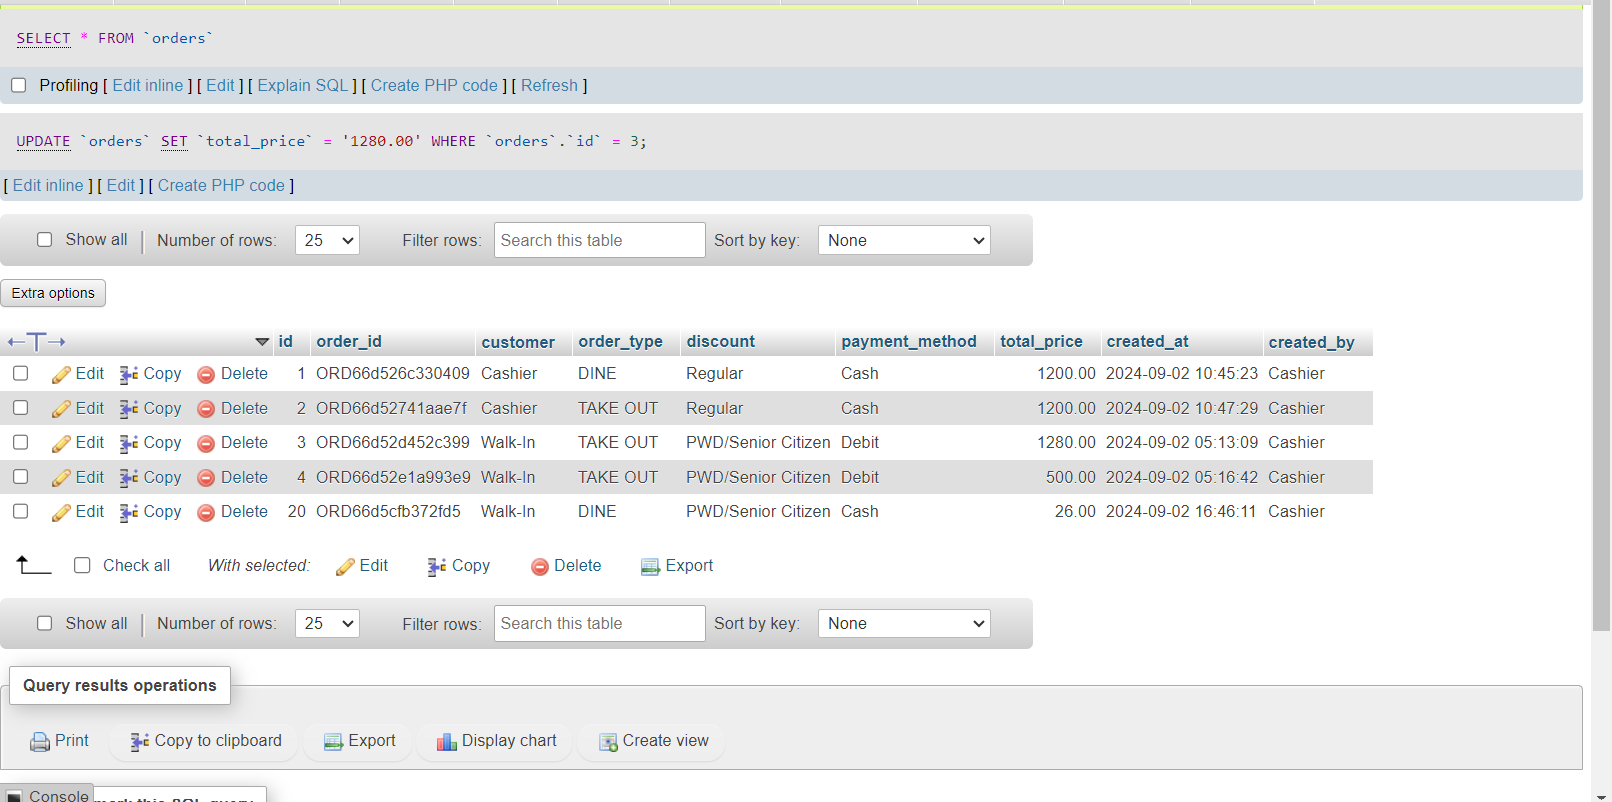 SELECT * FROM `orders`
Profiling [ Edit inline ] [ Edit ] [ Explain SQL ] [ Create PHP code ] [ Refresh ]
UPDATE `orders` SET `total_price` = '1280.00' WHERE `orders`.`id` = 3;
[ Edit inline ] [ Edit ] [ Create PHP code ]
Show all Number of rows: 25 Filter rows: Search this table Sort by key: None
Extra options
←T→ id order_id customer order_type discount payment_method total_price created_at created_by
Edit Copy Delete 1 ORD66d526c330409 Cashier DINE Regular Cash 1200.00 2024-09-02 10:45:23 Cashier
Edit Copy Delete 2 ORD66d52741aae7f Cashier TAKE OUT Regular Cash 1200.00 2024-09-02 10:47:29 Cashier
Edit Copy Delete 3 ORD66d52d452c399 Walk-In TAKE OUT PWD/Senior Citizen Debit 1280.00 2024-09-02 05:13:09 Cashier
Edit Copy Delete 4 ORD66d52e1a993e9 Walk-In TAKE OUT PWD/Senior Citizen Debit 500.00 2024-09-02 05:16:42 Cashier
Edit Copy Delete 20 ORD66d5cfb372fd5 Walk-In DINE PWD/Senior Citizen Cash 26.00 2024-09-02 16:46:11 Cashier
Check all With selected: Edit Copy Delete Export
Show all Number of rows: 25 Filter rows: Search this table Sort by key: None
Query results operations
Print Copy to clipboard Export Display chart Create view
Console